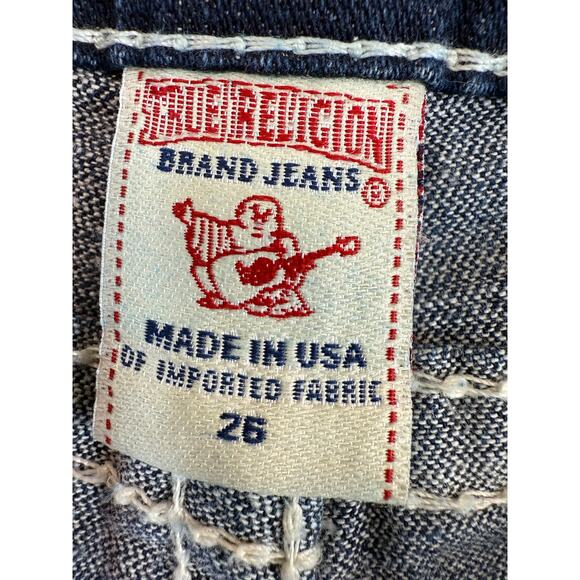 TRUE RELIGION
BRAND JEANS ®
MADE IN USA
OF IMPORTED FABRIC
26